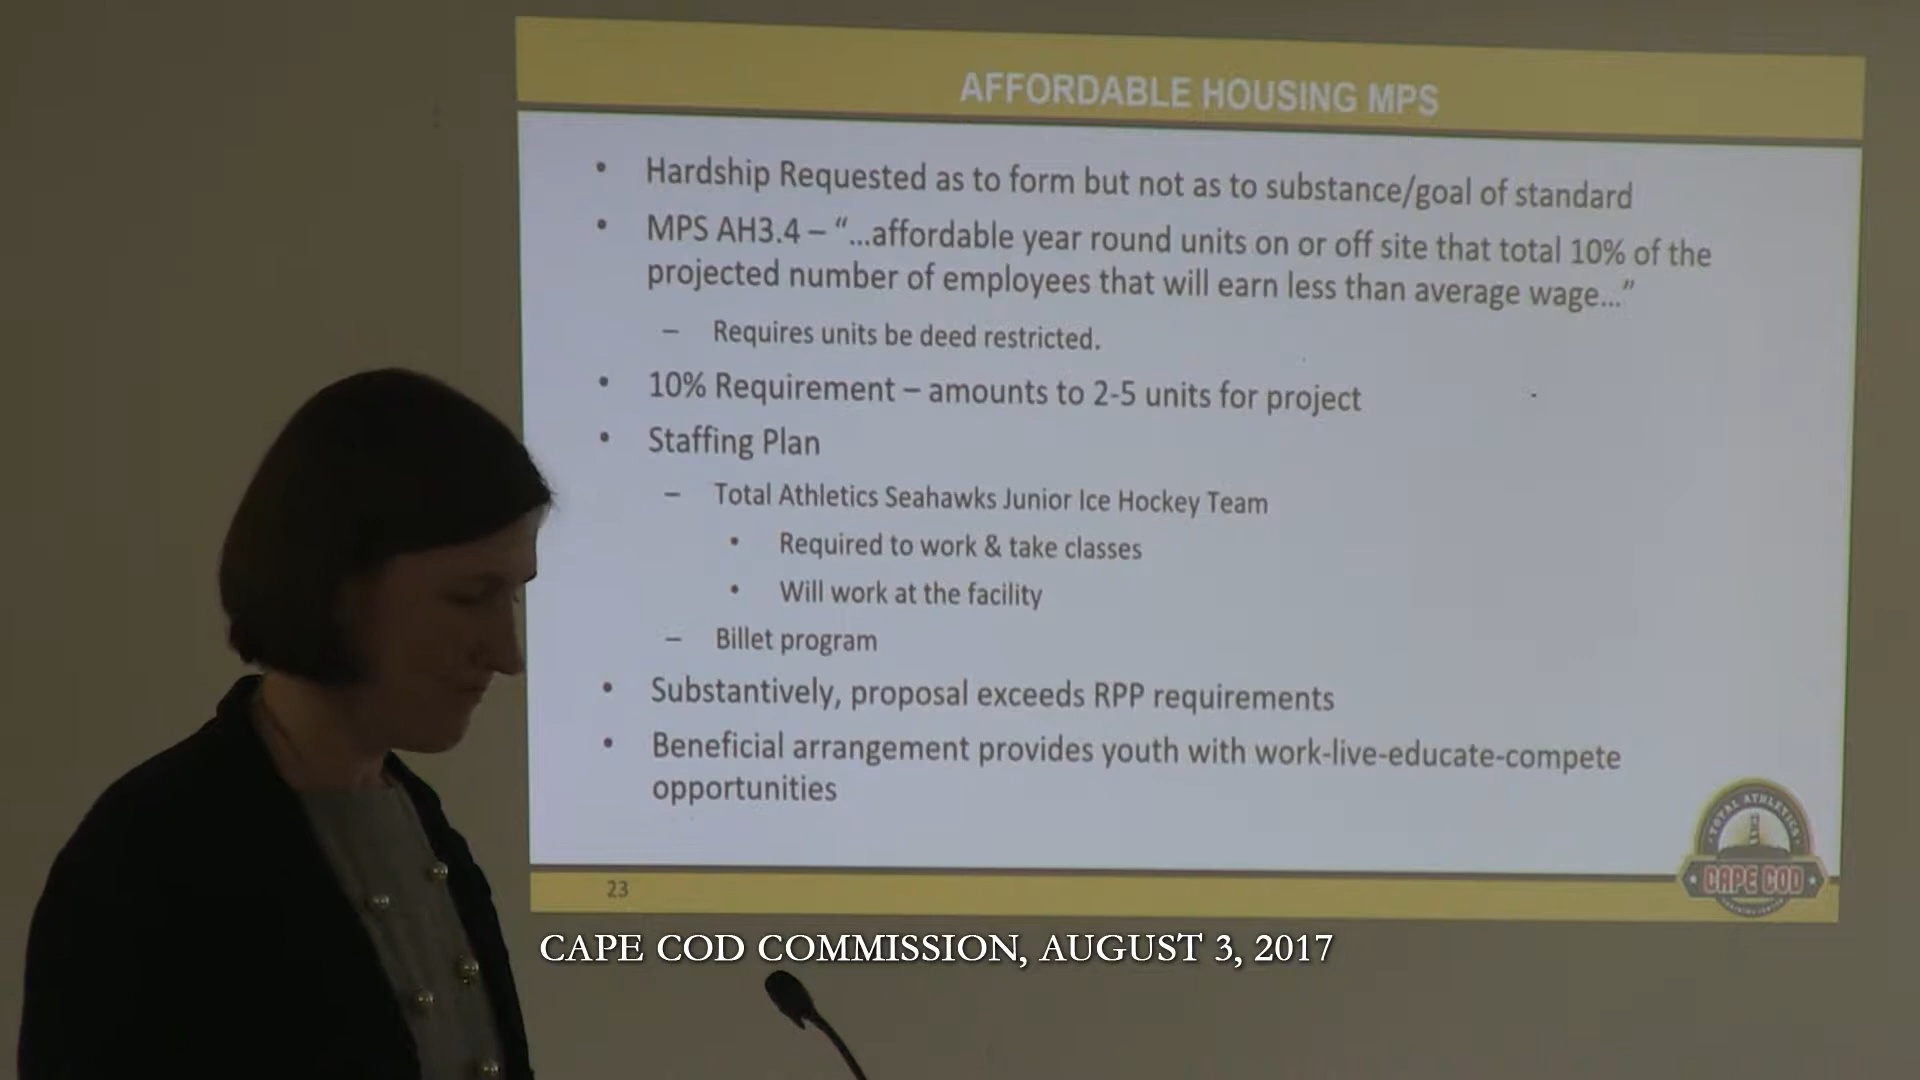 AFFORDABLE HOUSING MPS
• Hardship Requested as to form but not as to substance/goal of standard
• MPS AH3.4 – “...affordable year round units on or off site that total 10% of the
projected number of employees that will earn less than average wage...”
– Requires units be deed restricted.
• 10% Requirement – amounts to 2-5 units for project
• Staffing Plan
– Total Athletics Seahawks Junior Ice Hockey Team
• Required to work & take classes
• Will work at the facility
– Billet program
• Substantively, proposal exceeds RPP requirements
• Beneficial arrangement provides youth with work-live-educate-compete
opportunities
TOTAL ATHLETICS
CAPE COD
23
CAPE COD COMMISSION, AUGUST 3, 2017